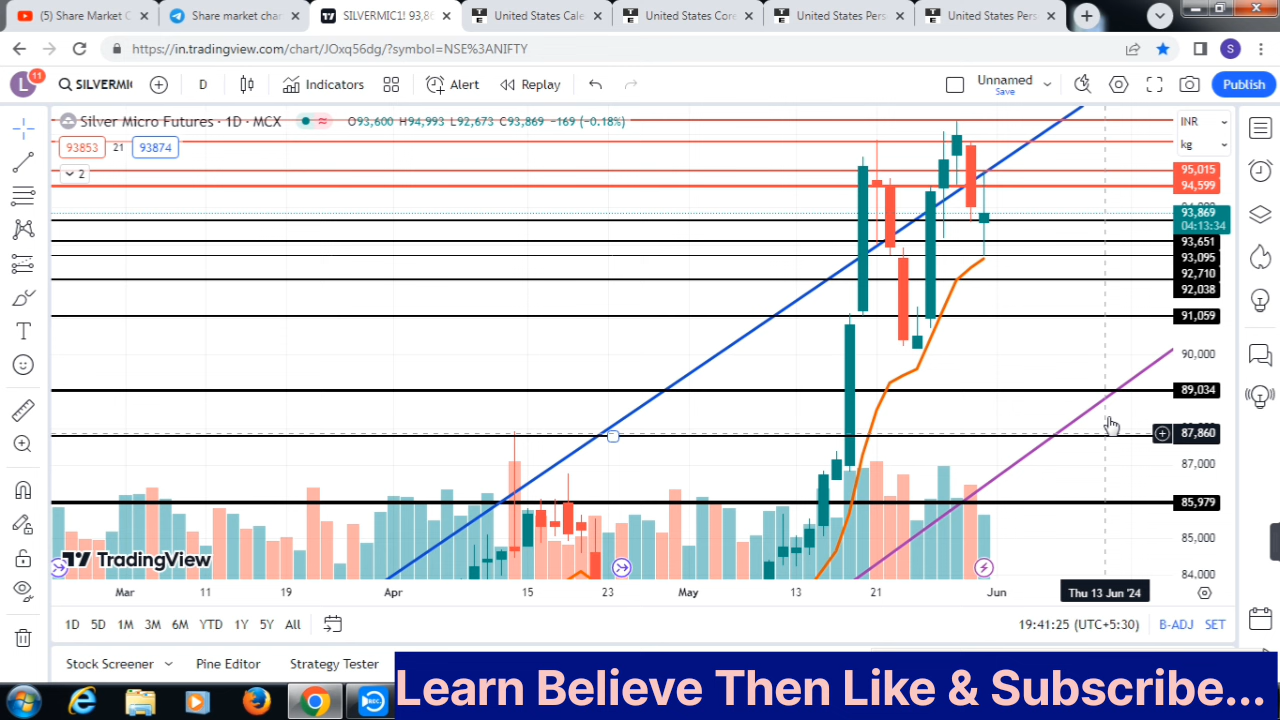 (5) Share Market C
Share market char
SILVERMIC1! 93,86
United States
United States Con
United States Pers
United States Pers
https://in.tradingview.com/chart/JOxq56dg/?symbol=NSE%3ANIFTY
S
L
11
SILVERMIC
D
Indicators
Alert
Replay
Unnamed
Save
Publish
Silver Micro Futures · 1D · MCX
O93,600 H94,993 L92,673 C93,869 −169 (−0.18%)
INR
kg
93853
21
93874
2
95,015
94,599
93,869
04:13:34
93,651
93,095
92,710
92,038
91,059
90,000
89,034
87,860
87,000
85,979
85,000
84,000
TradingView
Mar
11
19
Apr
15
23
May
13
21
Jun
Thu 13 Jun '24
1D
5D
1M
3M
6M
YTD
1Y
5Y
All
19:41:25 (UTC+5:30)
B-ADJ
SET
Stock Screener
Pine Editor
Strategy Tester
Learn Believe Then Like & Subscribe...